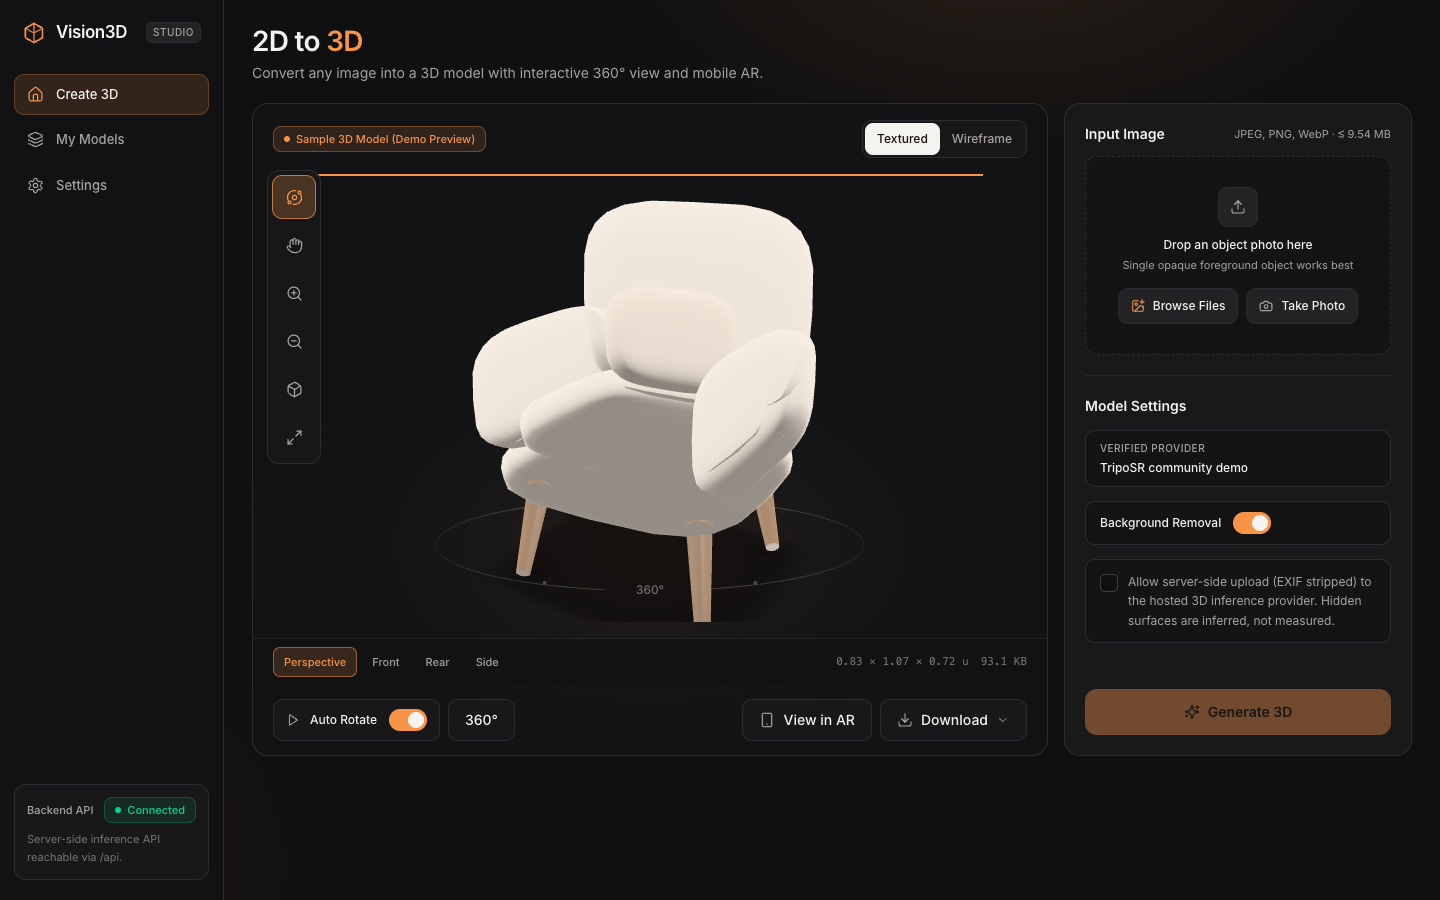 Vision3D
STUDIO
Create 3D
My Models
Settings
Backend API
Connected
Server-side inference API
reachable via /api.
2D to 3D
Convert any image into a 3D model with interactive 360° view and mobile AR.
Sample 3D Model (Demo Preview)
Textured
Wireframe
360°
Perspective
Front
Rear
Side
0.83 × 1.07 × 0.72 u 93.1 KB
Auto Rotate
360°
View in AR
Download
Input Image
JPEG, PNG, WebP · ≤ 9.54 MB
Drop an object photo here
Single opaque foreground object works best
Browse Files
Take Photo
Model Settings
VERIFIED PROVIDER
TripoSR community demo
Background Removal
Allow server-side upload (EXIF stripped) to
the hosted 3D inference provider. Hidden
surfaces are inferred, not measured.
Generate 3D